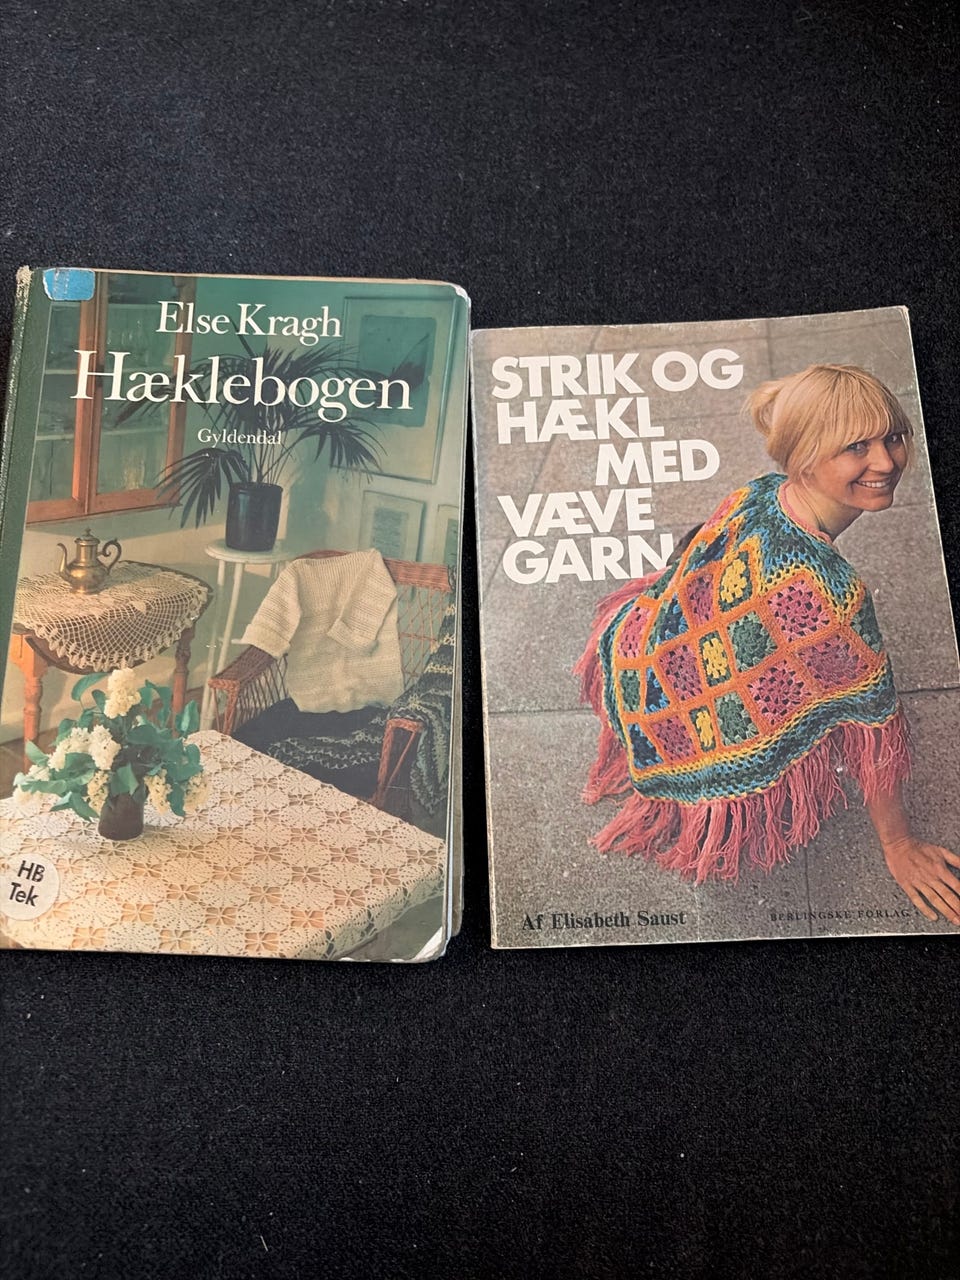 Else Kragh
Hæklebogen
Gyldendal
HB
Tek
STRIK OG
HÆKL
MED
VÆVE
GARN
Af Elisabeth Saust
BERLINGSKE FORLAG